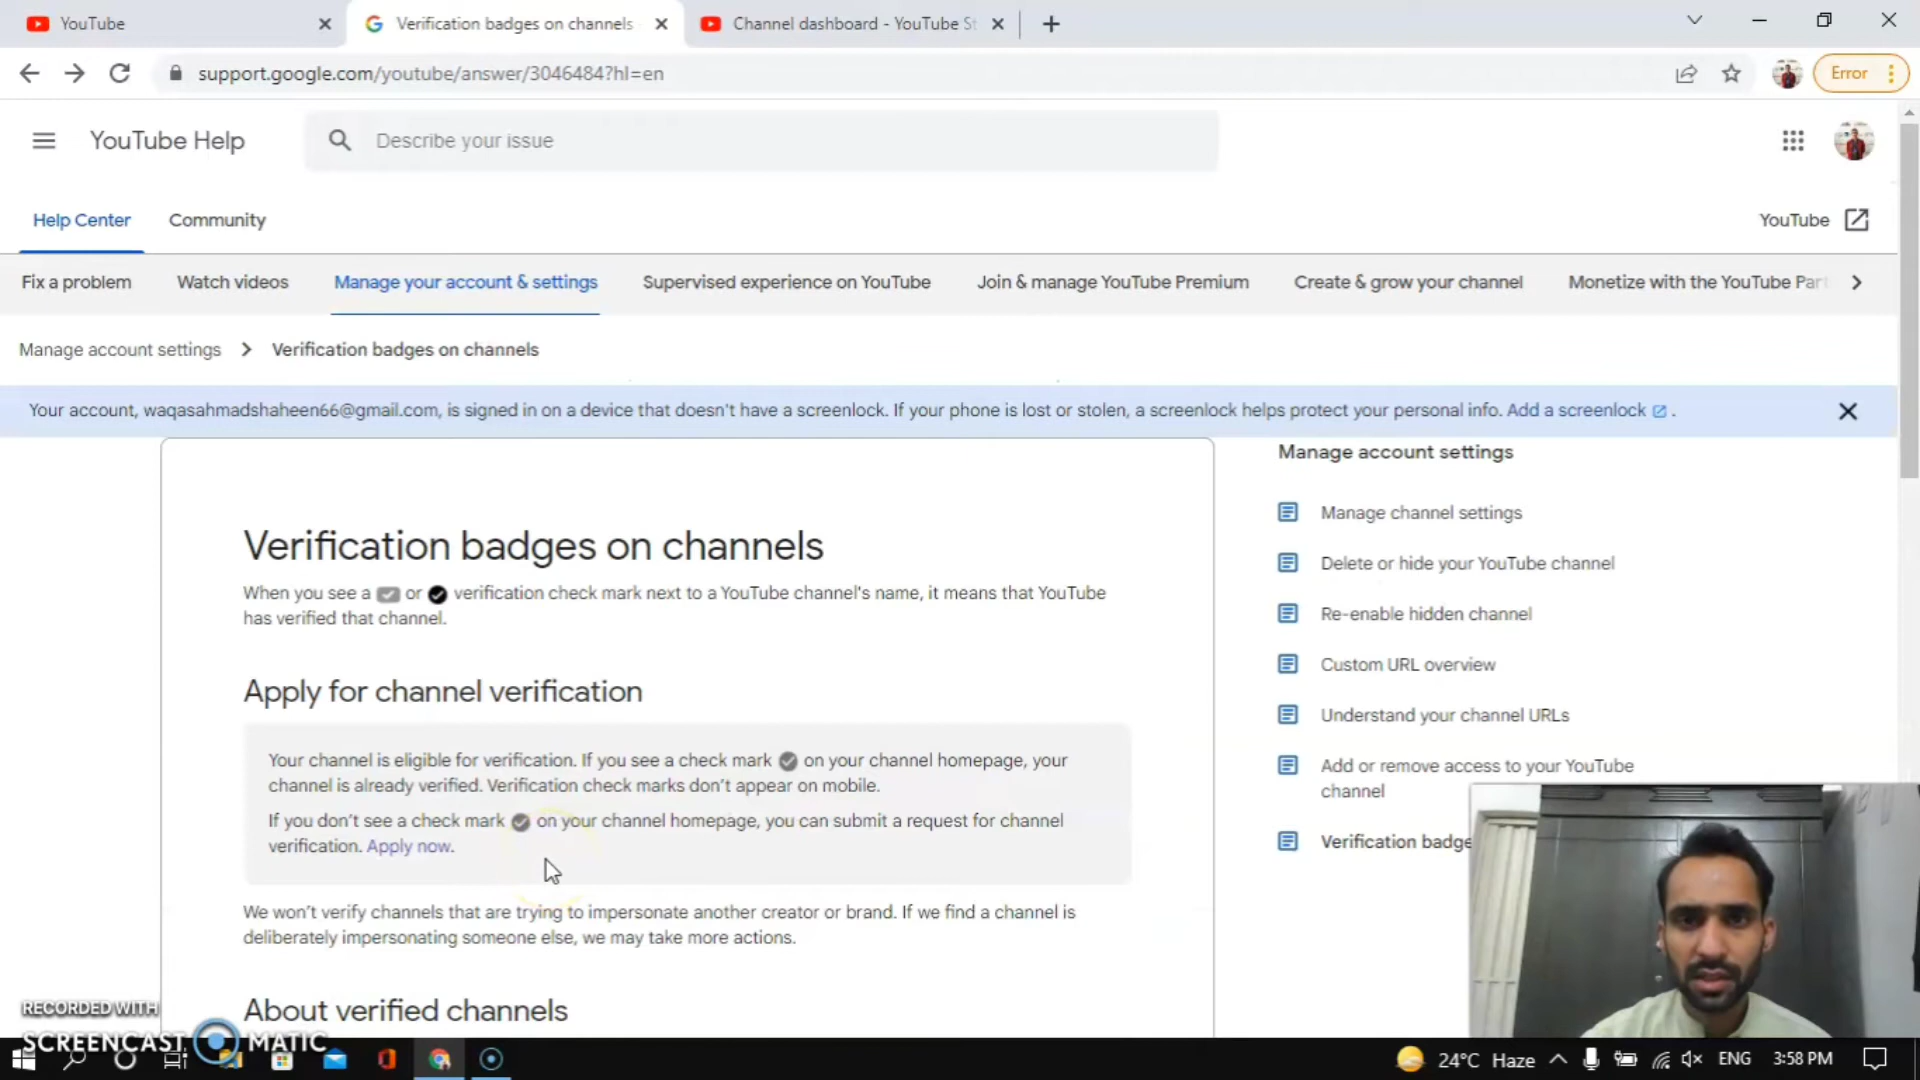 YouTube
Verification badges on channels
Channel dashboard - YouTube St
support.google.com/youtube/answer/3046484?hl=en
Error
YouTube Help
Describe your issue
Help Center
Community
YouTube
Fix a problem
Watch videos
Manage your account & settings
Supervised experience on YouTube
Join & manage YouTube Premium
Create & grow your channel
Monetize with the YouTube Par
Manage account settings
Verification badges on channels
Your account, waqasahmadshaheen66@gmail.com, is signed in on a device that doesn't have a screenlock. If your phone is lost or stolen, a screenlock helps protect your personal info. Add a screenlock .
Verification badges on channels
When you see a or verification check mark next to a YouTube channel's name, it means that YouTube
has verified that channel.
Apply for channel verification
Your channel is eligible for verification. If you see a check mark on your channel homepage, your
channel is already verified. Verification check marks don't appear on mobile.
If you don't see a check mark on your channel homepage, you can submit a request for channel
verification. Apply now.
We won't verify channels that are trying to impersonate another creator or brand. If we find a channel is
deliberately impersonating someone else, we may take more actions.
About verified channels
Manage account settings
Manage channel settings
Delete or hide your YouTube channel
Re-enable hidden channel
Custom URL overview
Understand your channel URLs
Add or remove access to your YouTube
channel
Verification badge
RECORDED WITH
SCREENCAST MATIC
24°C Haze
ENG
3:58 PM